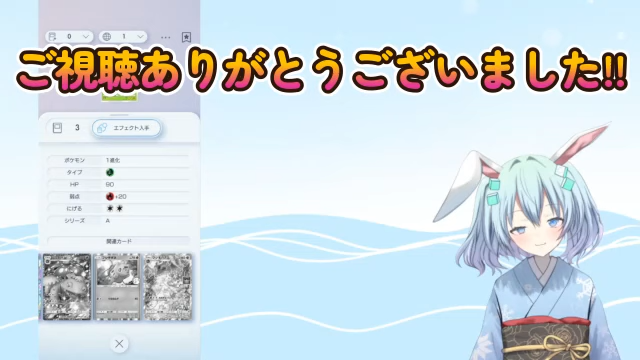 0
1
ご視聴ありがとうございました!!
3
エフェクト入手
ポケモン 1進化
タイプ
HP 90
弱点 +20
にげる
シリーズ A
関連カード